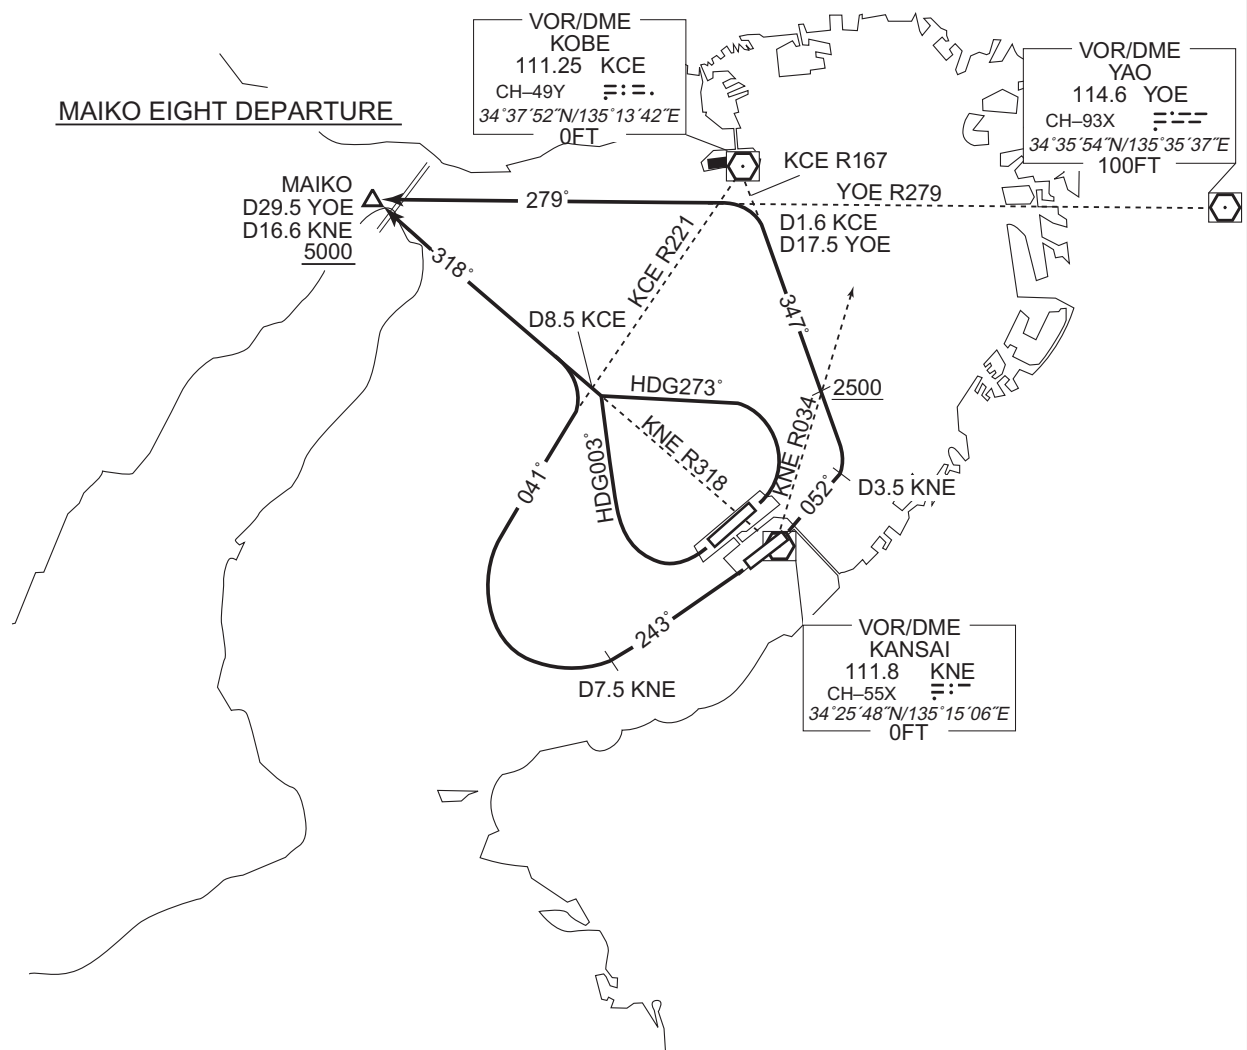 VOR/DME
KOBE
111.25 KCE
CH–49Y
34°37´52˝N/135°13´42˝E
0FT
VOR/DME
YAO
114.6 YOE
CH–93X
34°35´54˝N/135°35´37˝E
100FT
MAIKO EIGHT DEPARTURE
KCE R167
MAIKO
D29.5 YOE
D16.6 KNE
5000
279°
YOE R279
D1.6 KCE
D17.5 YOE
KCE R221
318°
347°
D8.5 KCE
HDG273°
2500
KNE R034
KNE R318
HDG003°
041°
052°
D3.5 KNE
243°
D7.5 KNE
VOR/DME
KANSAI
111.8 KNE
CH–55X
34°25´48˝N/135°15´06˝E
0FT